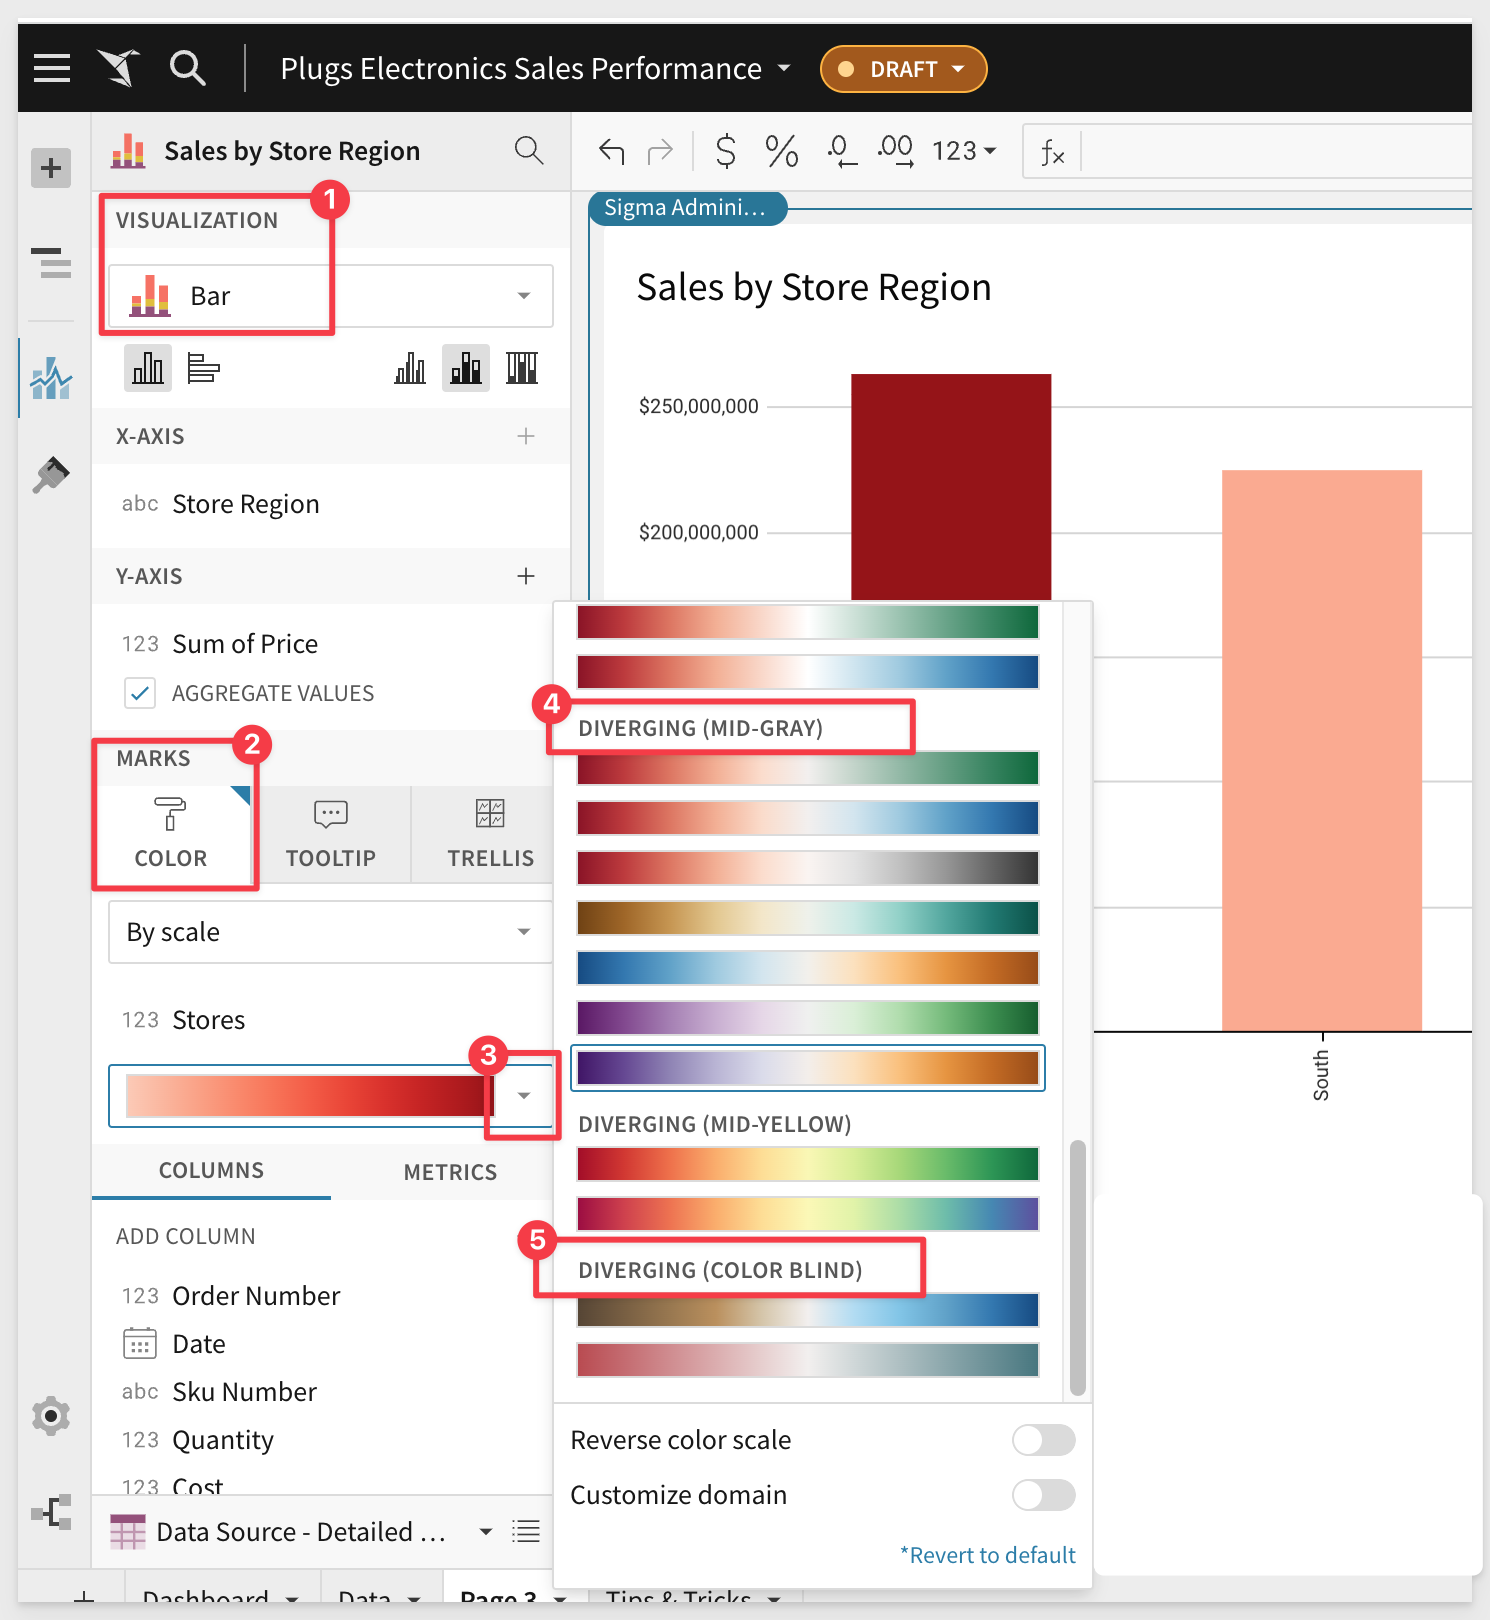 Plugs Electronics Sales Performance
DRAFT
Sales by Store Region
$ % .0 .00 123
fx
1
VISUALIZATION
Bar
X-AXIS
abc Store Region
Y-AXIS
123 Sum of Price
AGGREGATE VALUES
2
MARKS
COLOR
TOOLTIP
TRELLIS
By scale
123 Stores
3
COLUMNS
METRICS
ADD COLUMN
123 Order Number
Date
abc Sku Number
123 Quantity
123 Cost
Data Source - Detailed ...
Sigma Admini...
Sales by Store Region
$250,000,000
$200,000,000
South
4
DIVERGING (MID-GRAY)
DIVERGING (MID-YELLOW)
5
DIVERGING (COLOR BLIND)
Reverse color scale
Customize domain
*Revert to default
Dashboard
Data
Page 3
Tips & Tricks